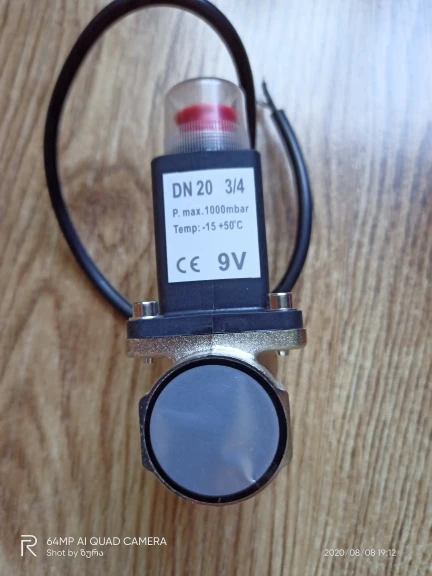 DN 20 3/4
P. max.1000mbar
Temp: -15 +50°C
CE 9V
64MP AI QUAD CAMERA
Shot by ზურია
2020/08/08 19:12